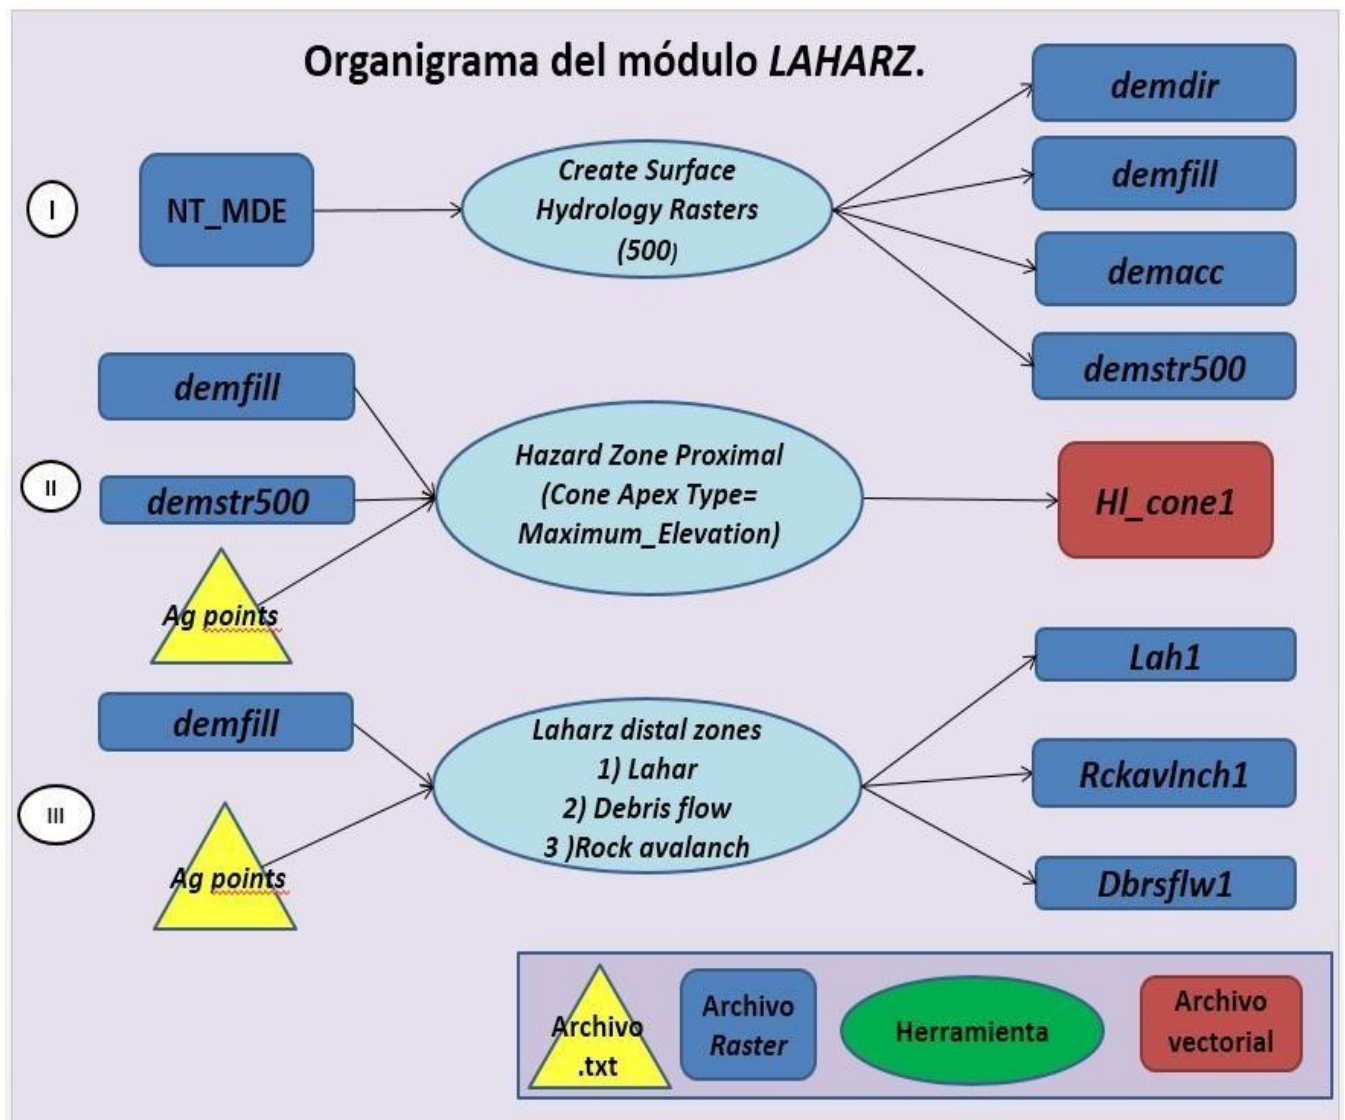 Organigrama del módulo LAHARZ.
I
NT_MDE
Create Surface
Hydrology Rasters
(500)
demdir
demfill
demacc
demstr500
II
demfill
demstr500
Ag points
Hazard Zone Proximal
(Cone Apex Type=
Maximum_Elevation)
Hl_cone1
III
demfill
Ag points
Laharz distal zones
1) Lahar
2) Debris flow
3 )Rock avalanch
Lah1
Rckavlnch1
Dbrsflw1
Archivo
.txt
Archivo
Raster
Herramienta
Archivo
vectorial